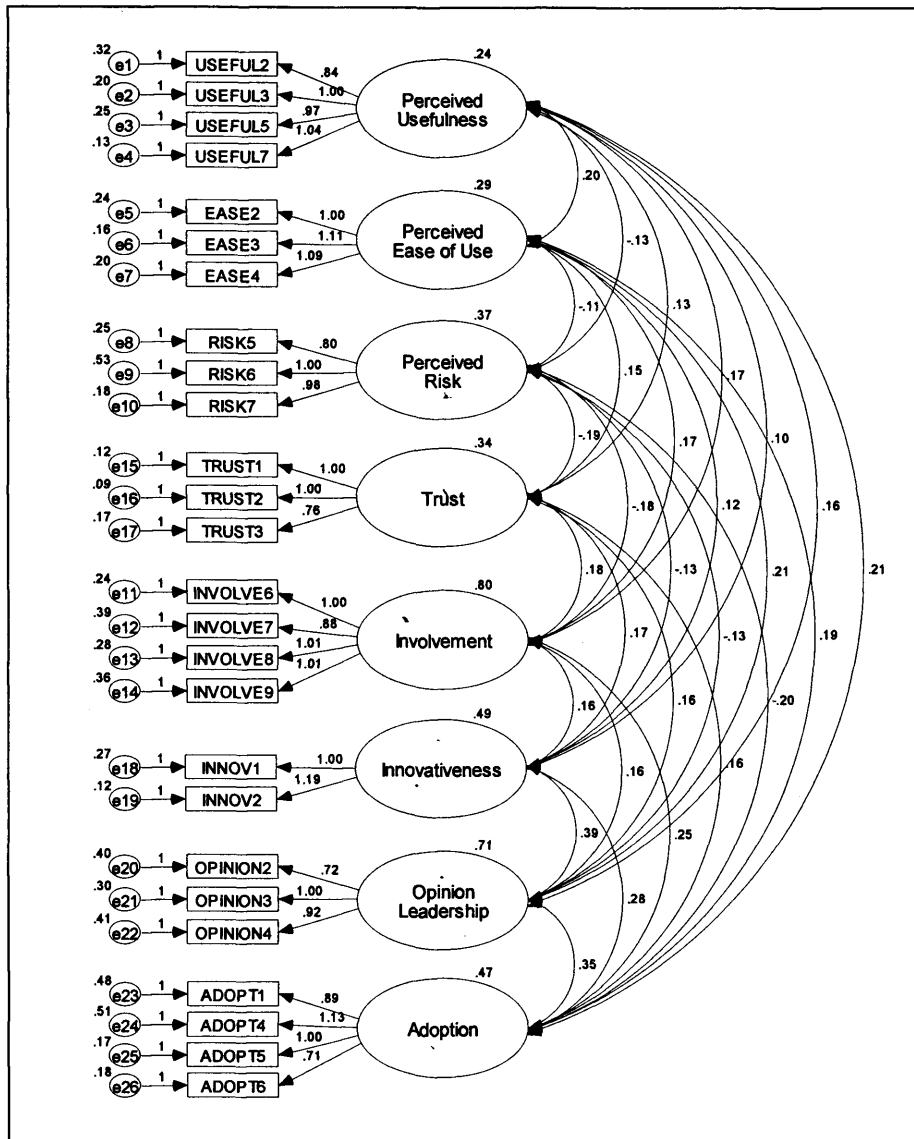 .32 e1 1 USEFUL2 .84 .24
.20 e2 1 USEFUL3 1.00
.25 e3 1 USEFUL5 .97
.13 e4 1 USEFUL7 1.04
Perceived
Usefulness
.20
.24 e5 1 EASE2 1.00 .29
.16 e6 1 EASE3 1.11
.20 e7 1 EASE4 1.09
Perceived
Ease of Use
-.13
-.11
.13
.25 e8 1 RISK5 .80 .37
.53 e9 1 RISK6 1.00
.18 e10 1 RISK7 .98
Perceived
Risk
.15
.17
-.19
.17
.10
.12 e15 1 TRUST1 1.00 .34
.09 e16 1 TRUST2 1.00
.17 e17 1 TRUST3 .76
Trust
-.18
.12
.16
.18
-.13
.21
.21
.24 e11 1 INVOLVE6 1.00 .80
.39 e12 1 INVOLVE7 .88
.28 e13 1 INVOLVE8 1.01
.36 e14 1 INVOLVE9 1.01
Involvement
.17
-.13
.19
.16
.16
-.20
.27 e18 1 INNOV1 1.00 .49
.12 e19 1 INNOV2 1.19
Innovativeness
.16
.16
.39
.25
.40 e20 1 OPINION2 .72 .71
.30 e21 1 OPINION3 1.00
.41 e22 1 OPINION4 .92
Opinion
Leadership
.28
.35
.48 e23 1 ADOPT1 .89 .47
.51 e24 1 ADOPT4 1.13
.17 e25 1 ADOPT5 1.00
.18 e26 1 ADOPT6 .71
Adoption